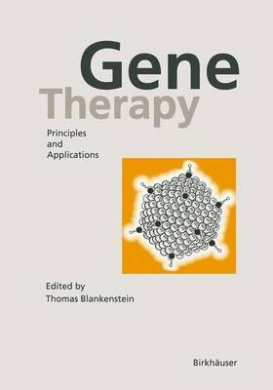 Gene
Therapy
Principles
and
Applications
Edited by
Thomas Blankenstein
Birkhäuser